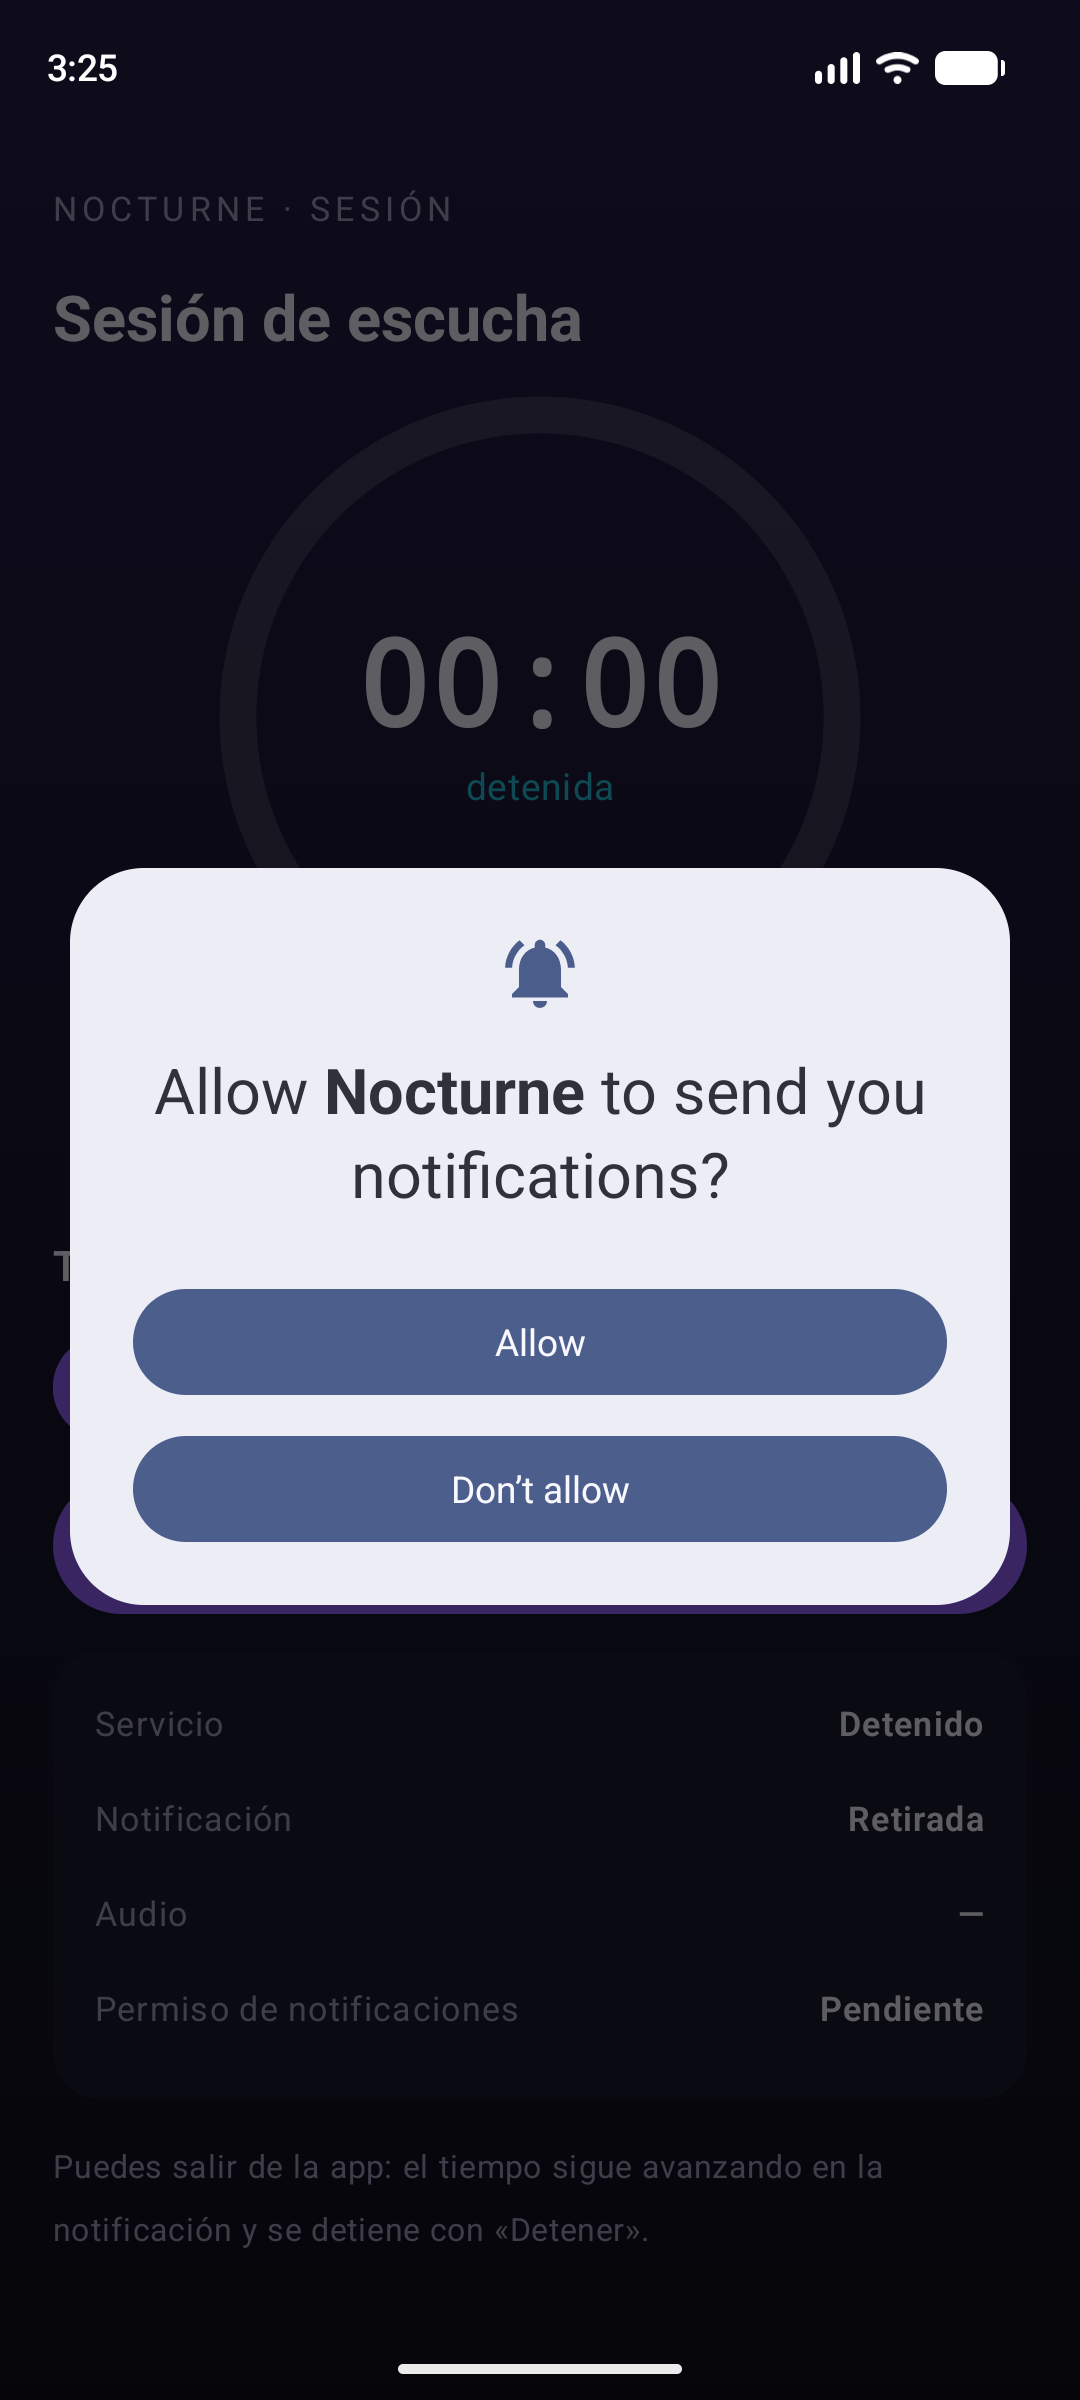 3:25
NOCTURNE · SESIÓN
Sesión de escucha
00:00
detenida
Allow Nocturne to send you
notifications?
Allow
Don’t allow
Servicio Detenido
Notificación Retirada
Audio —
Permiso de notificaciones Pendiente
Puedes salir de la app: el tiempo sigue avanzando en la
notificación y se detiene con «Detener».